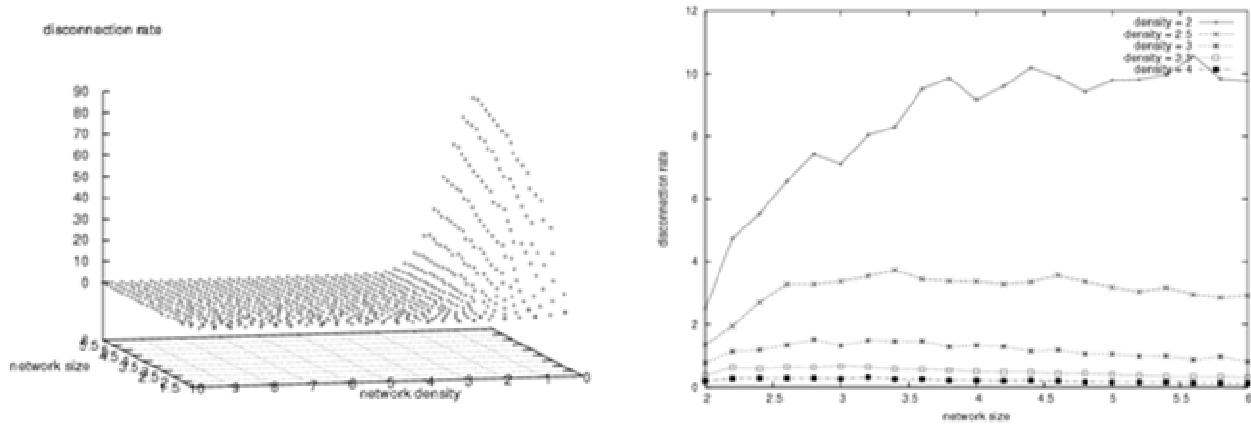 disconnection rate
90
80
70
60
50
40
30
20
10
0
network size
10 9 8 7 6 5 4 3 2 1 0
network density
12
10
8
6
4
2
0
disconnection rate
density = 2
density = 2.5
density = 3
density = 3.5
density = 4
2 2.5 3 3.5 4 4.5 5 5.5 6
network size